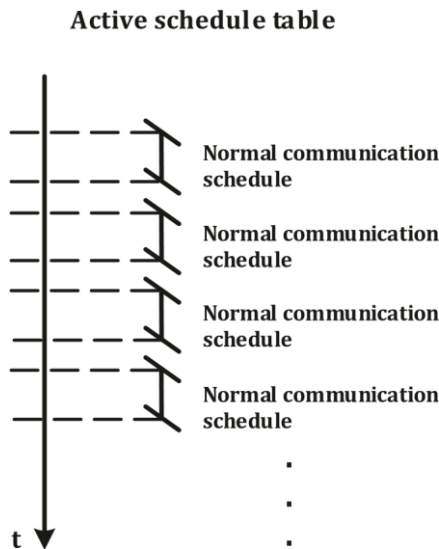 Active schedule table
Normal communication
schedule
Normal communication
schedule
Normal communication
schedule
Normal communication
schedule
.
.
t
.